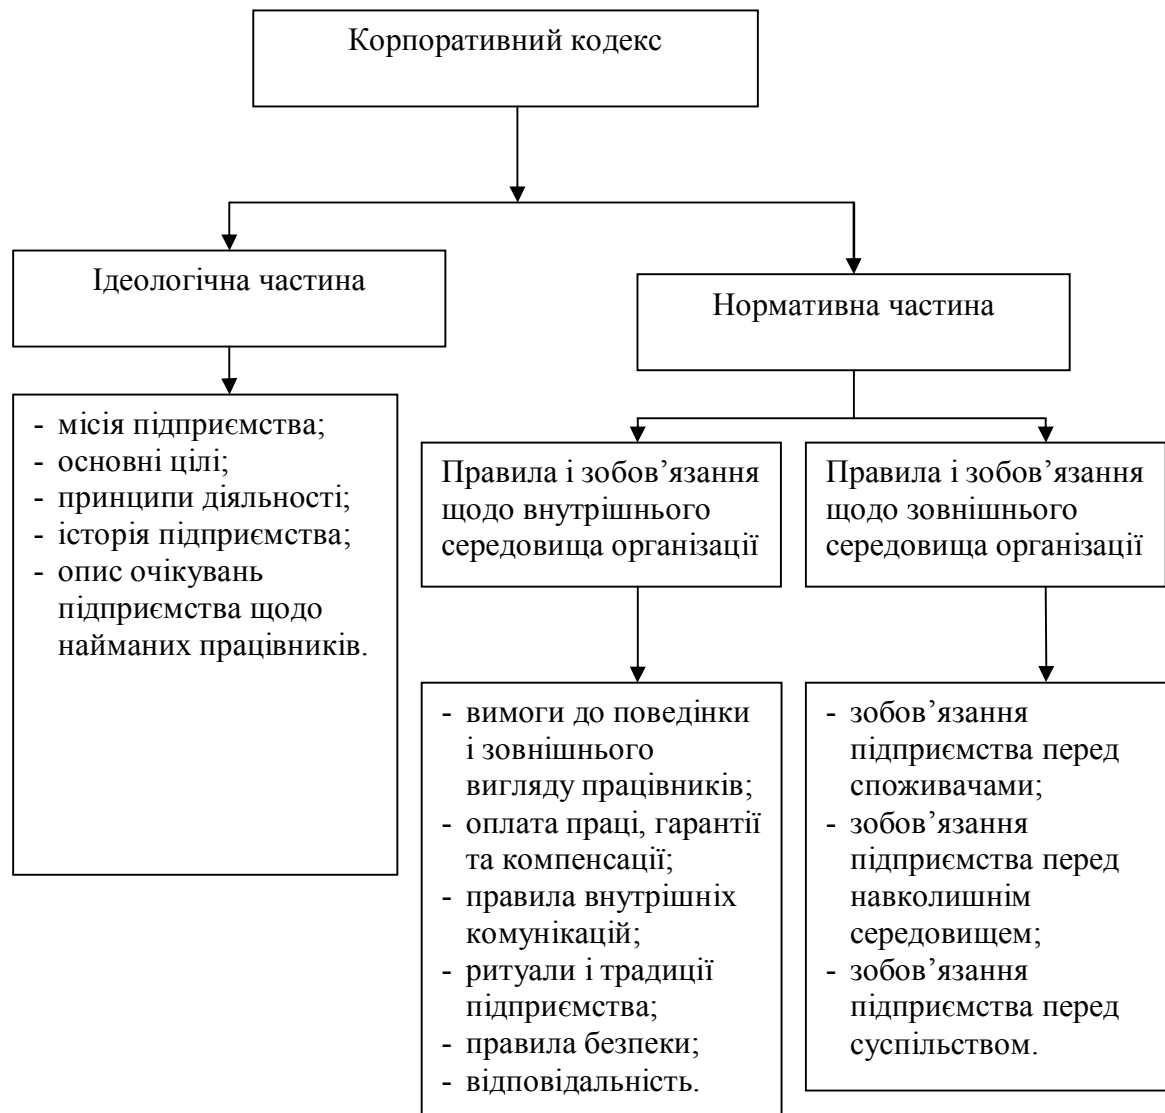 Корпоративний кодекс
Ідеологічна частина
Нормативна частина
- місія підприємства;
- основні цілі;
- принципи діяльності;
- історія підприємства;
- опис очікувань
підприємства щодо
найманих працівників.
Правила і зобов’язання
щодо внутрішнього
середовища організації
Правила і зобов’язання
щодо зовнішнього
середовища організації
- вимоги до поведінки
і зовнішнього
вигляду працівників;
- оплата праці, гарантії
та компенсації;
- правила внутрішніх
комунікацій;
- ритуали і традиції
підприємства;
- правила безпеки;
- відповідальність.
- зобов’язання
підприємства перед
споживачами;
- зобов’язання
підприємства перед
навколишнім
середовищем;
- зобов’язання
підприємства перед
суспільством.